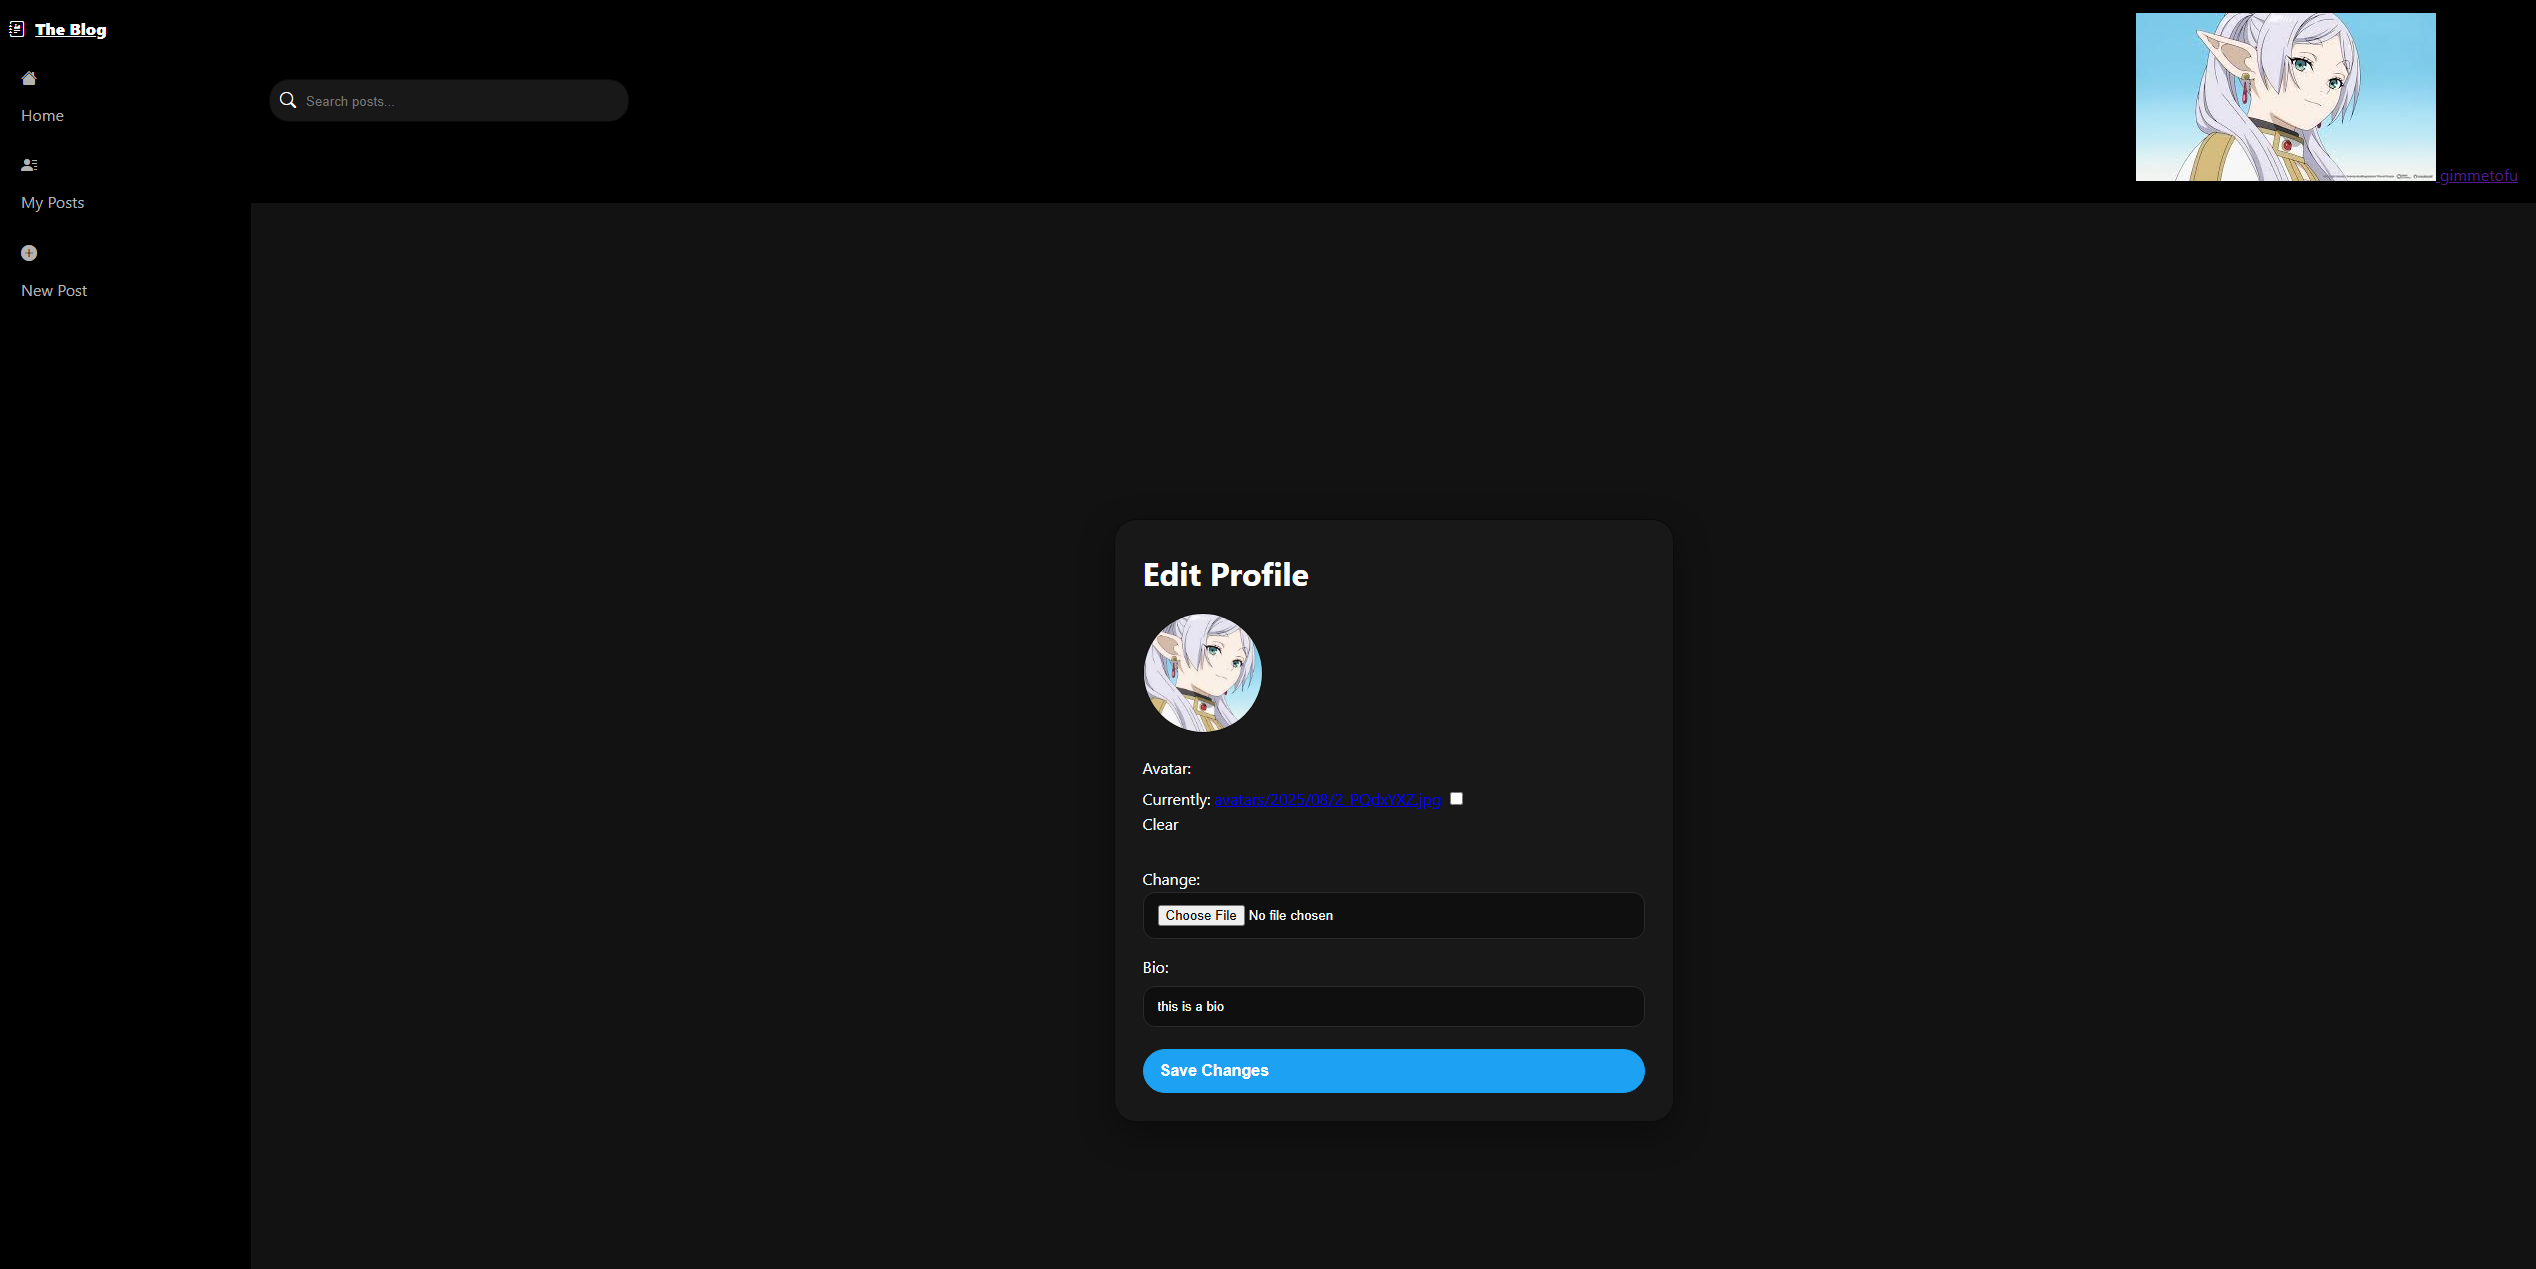 The Blog
Home
My Posts
New Post
Search posts...
gimmetofu
Edit Profile
Avatar:
Currently: avatars/2025/08/2_PQdxYXZ.jpg
Clear
Change:
Choose File No file chosen
Bio:
this is a bio
Save Changes